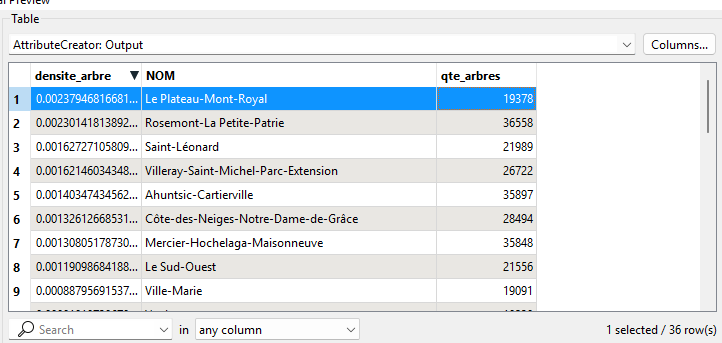 Preview
Table
AttributeCreator: Output Columns...
densite_arbre NOM qte_arbres
1 0.00237946816681... Le Plateau-Mont-Royal 19378
2 0.00230141813892... Rosemont-La Petite-Patrie 36558
3 0.00162727105809... Saint-Léonard 21989
4 0.00162146034348... Villeray-Saint-Michel-Parc-Extension 26722
5 0.00140347434562... Ahuntsic-Cartierville 35897
6 0.00132612668531... Côte-des-Neiges-Notre-Dame-de-Grâce 28494
7 0.00130805178730... Mercier-Hochelaga-Maisonneuve 35848
8 0.00119098684188... Le Sud-Ouest 21556
9 0.00088795691537... Ville-Marie 19091
Search in any column 1 selected / 36 row(s)